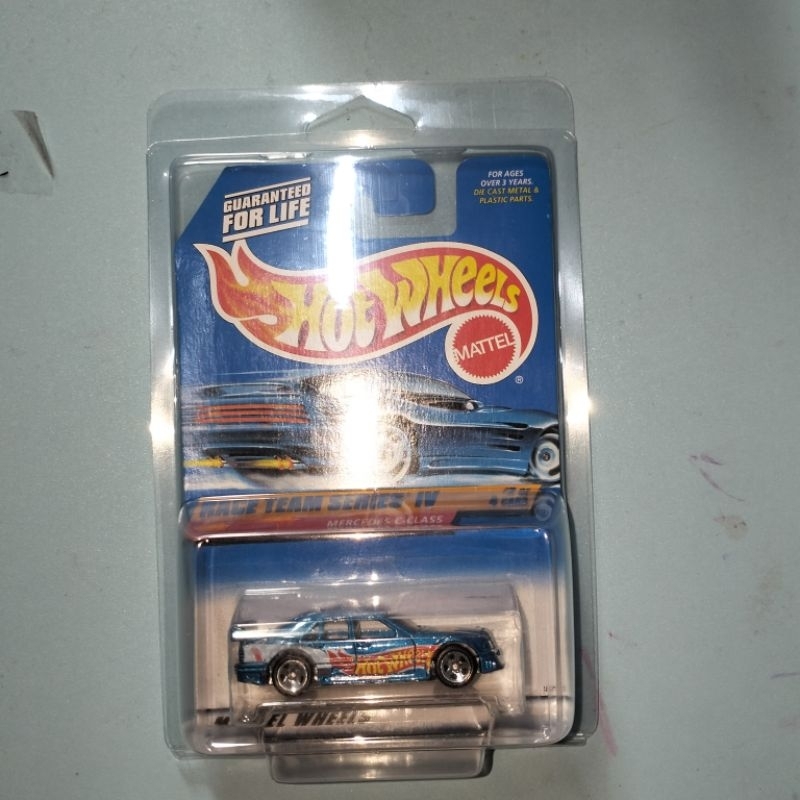 GUARANTEED
FOR LIFE
FOR AGES
OVER 3 YEARS.
DIE CAST METAL &
PLASTIC PARTS.
HOT WHEELS
MATTEL
®
RACE TEAM SERIES IV
MERCEDES C-CLASS
HOT WHEELS
WHEELS